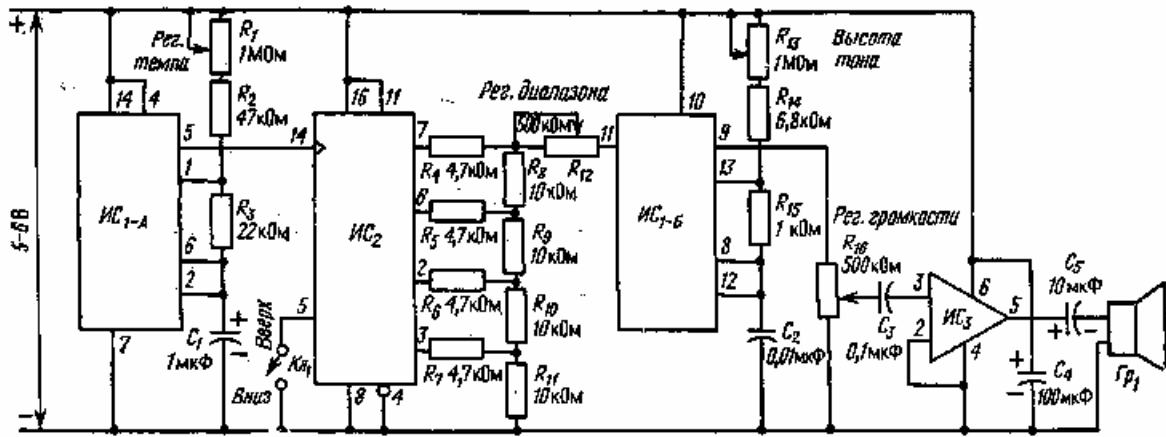 +
5-6В
-
Рег. темпа
R1
1МОм
R2
47кОм
R3
22кОм
14
4
5
1
6
2
7
ИС1-А
+
C1
-
1мкФ
14
16
11
7
6
2
3
5
8
4
ИС2
Вверх
Кл1
Вниз
R4 4,7кОм
R5 4,7кОм
R6 4,7кОм
R7 4,7кОм
R8
10кОм
R9
10кОм
R10
10кОм
R11
10кОм
Рег. диапазона
500кОм
R12
11
10
9
13
8
12
ИС1-Б
R13
1МОм
Высота тона
R14
6,8кОм
R15
1 кОм
C2
0,01мкФ
Рег. громкости
R16
500кОм
C3
0,1мкФ
3
2
6
5
4
ИС3
C5
10мкФ
+
-
+
C4
-
100мкФ
Гр1